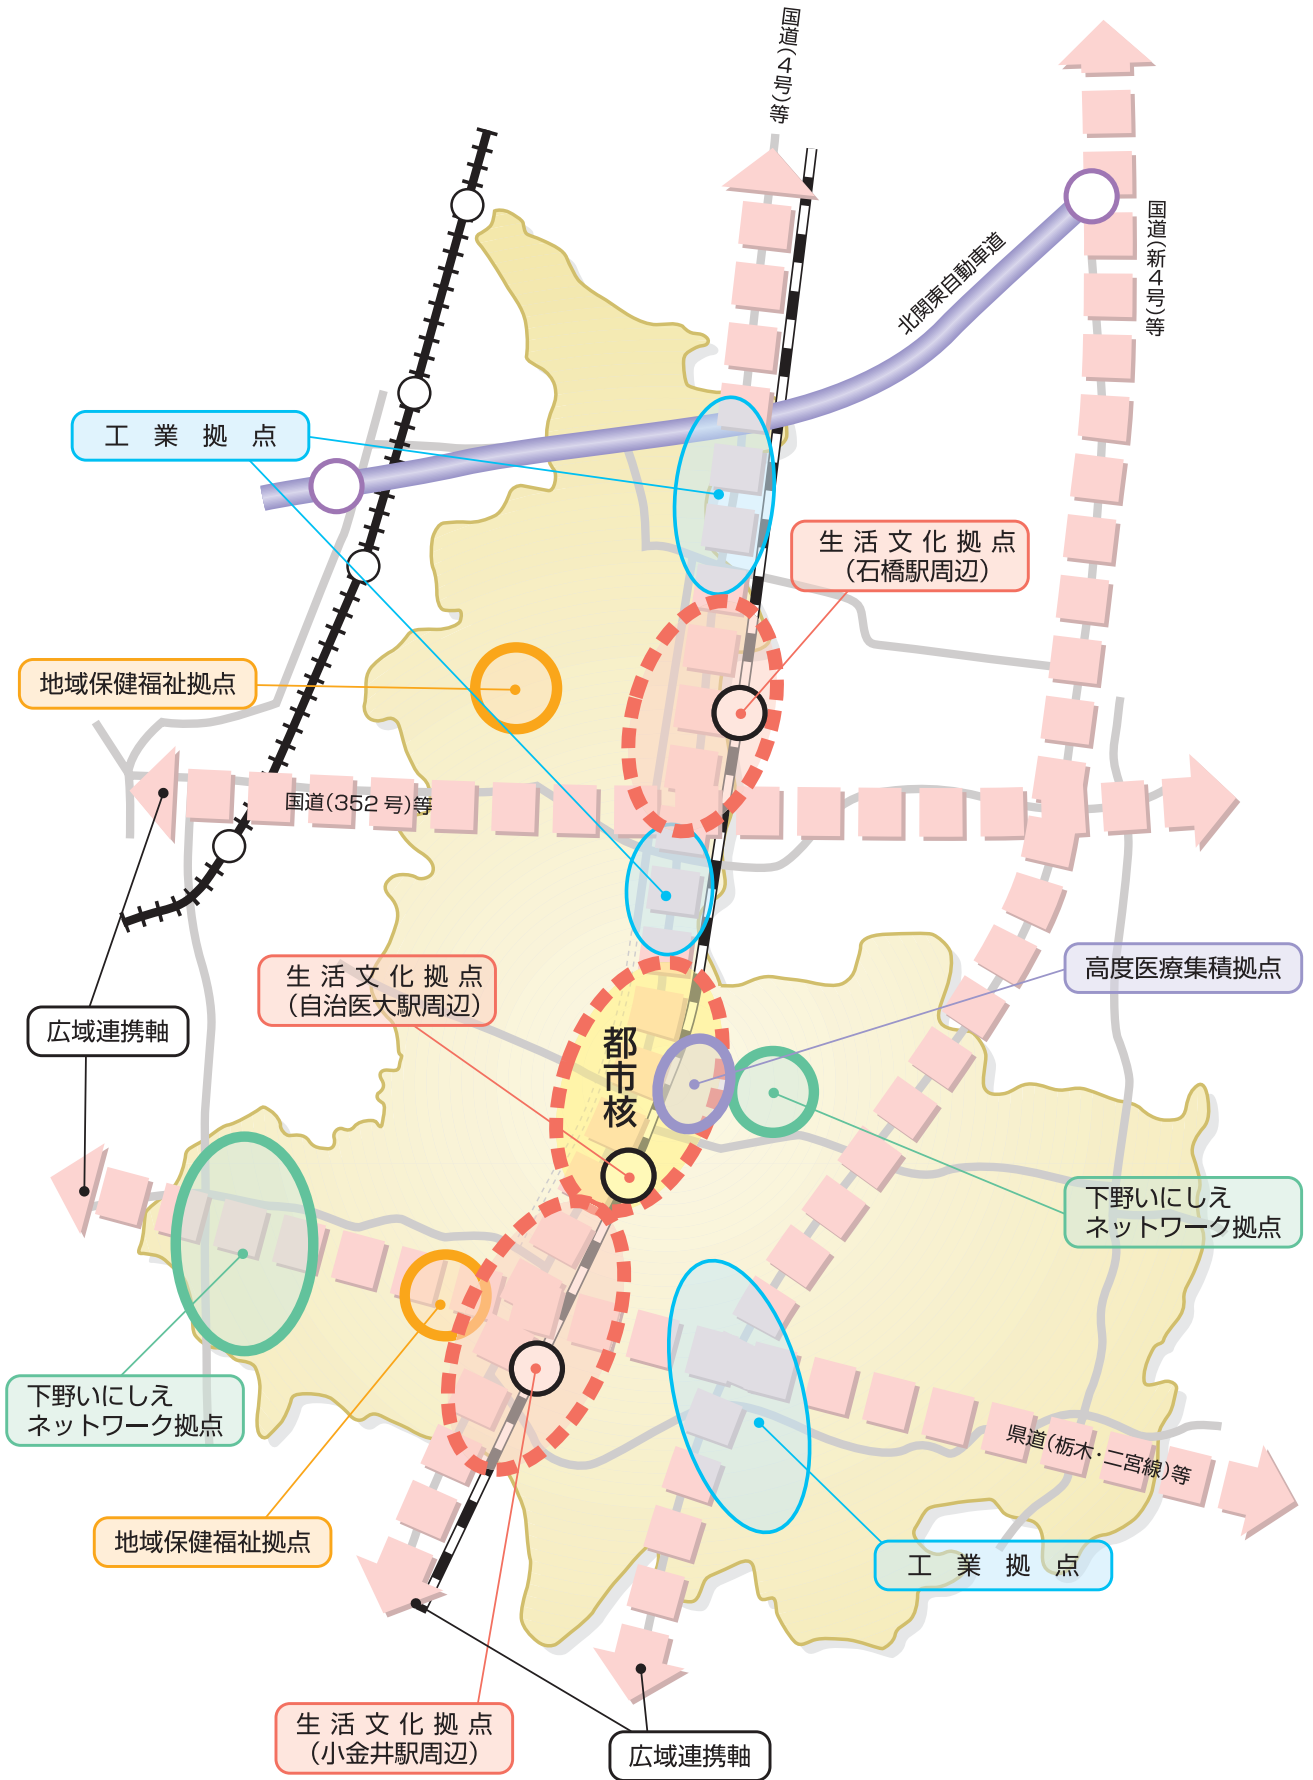 国道(4号)等
国道(新4号)等
北関東自動車道
工業拠点
生活文化拠点
(石橋駅周辺)
地域保健福祉拠点
国道(352号)等
高度医療集積拠点
生活文化拠点
(自治医大駅周辺)
広域連携軸
都市核
下野いにしえ
ネットワーク拠点
下野いにしえ
ネットワーク拠点
県道(栃木・二宮線)等
地域保健福祉拠点
工業拠点
生活文化拠点
(小金井駅周辺)
広域連携軸